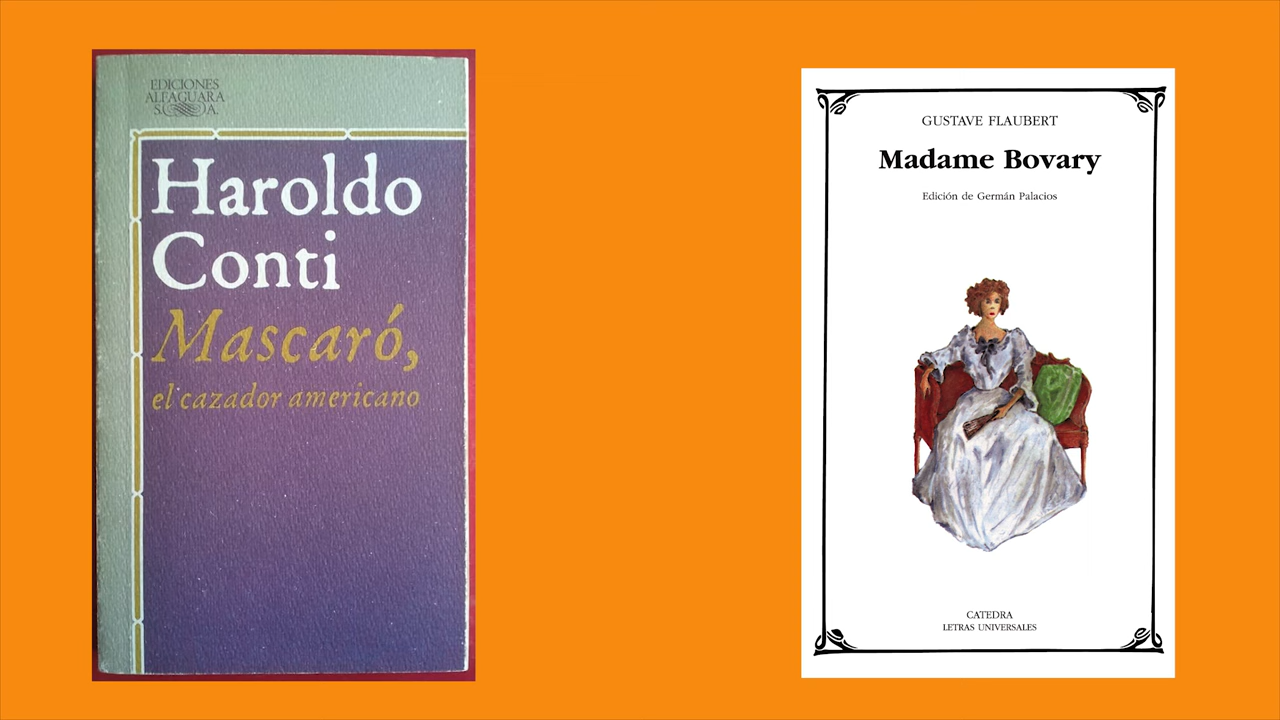 EDICIONES
ALFAGUARA
S. A.
Haroldo
Conti
Mascaró,
el cazador americano
GUSTAVE FLAUBERT
Madame Bovary
Edición de Germán Palacios
CATEDRA
LETRAS UNIVERSALES